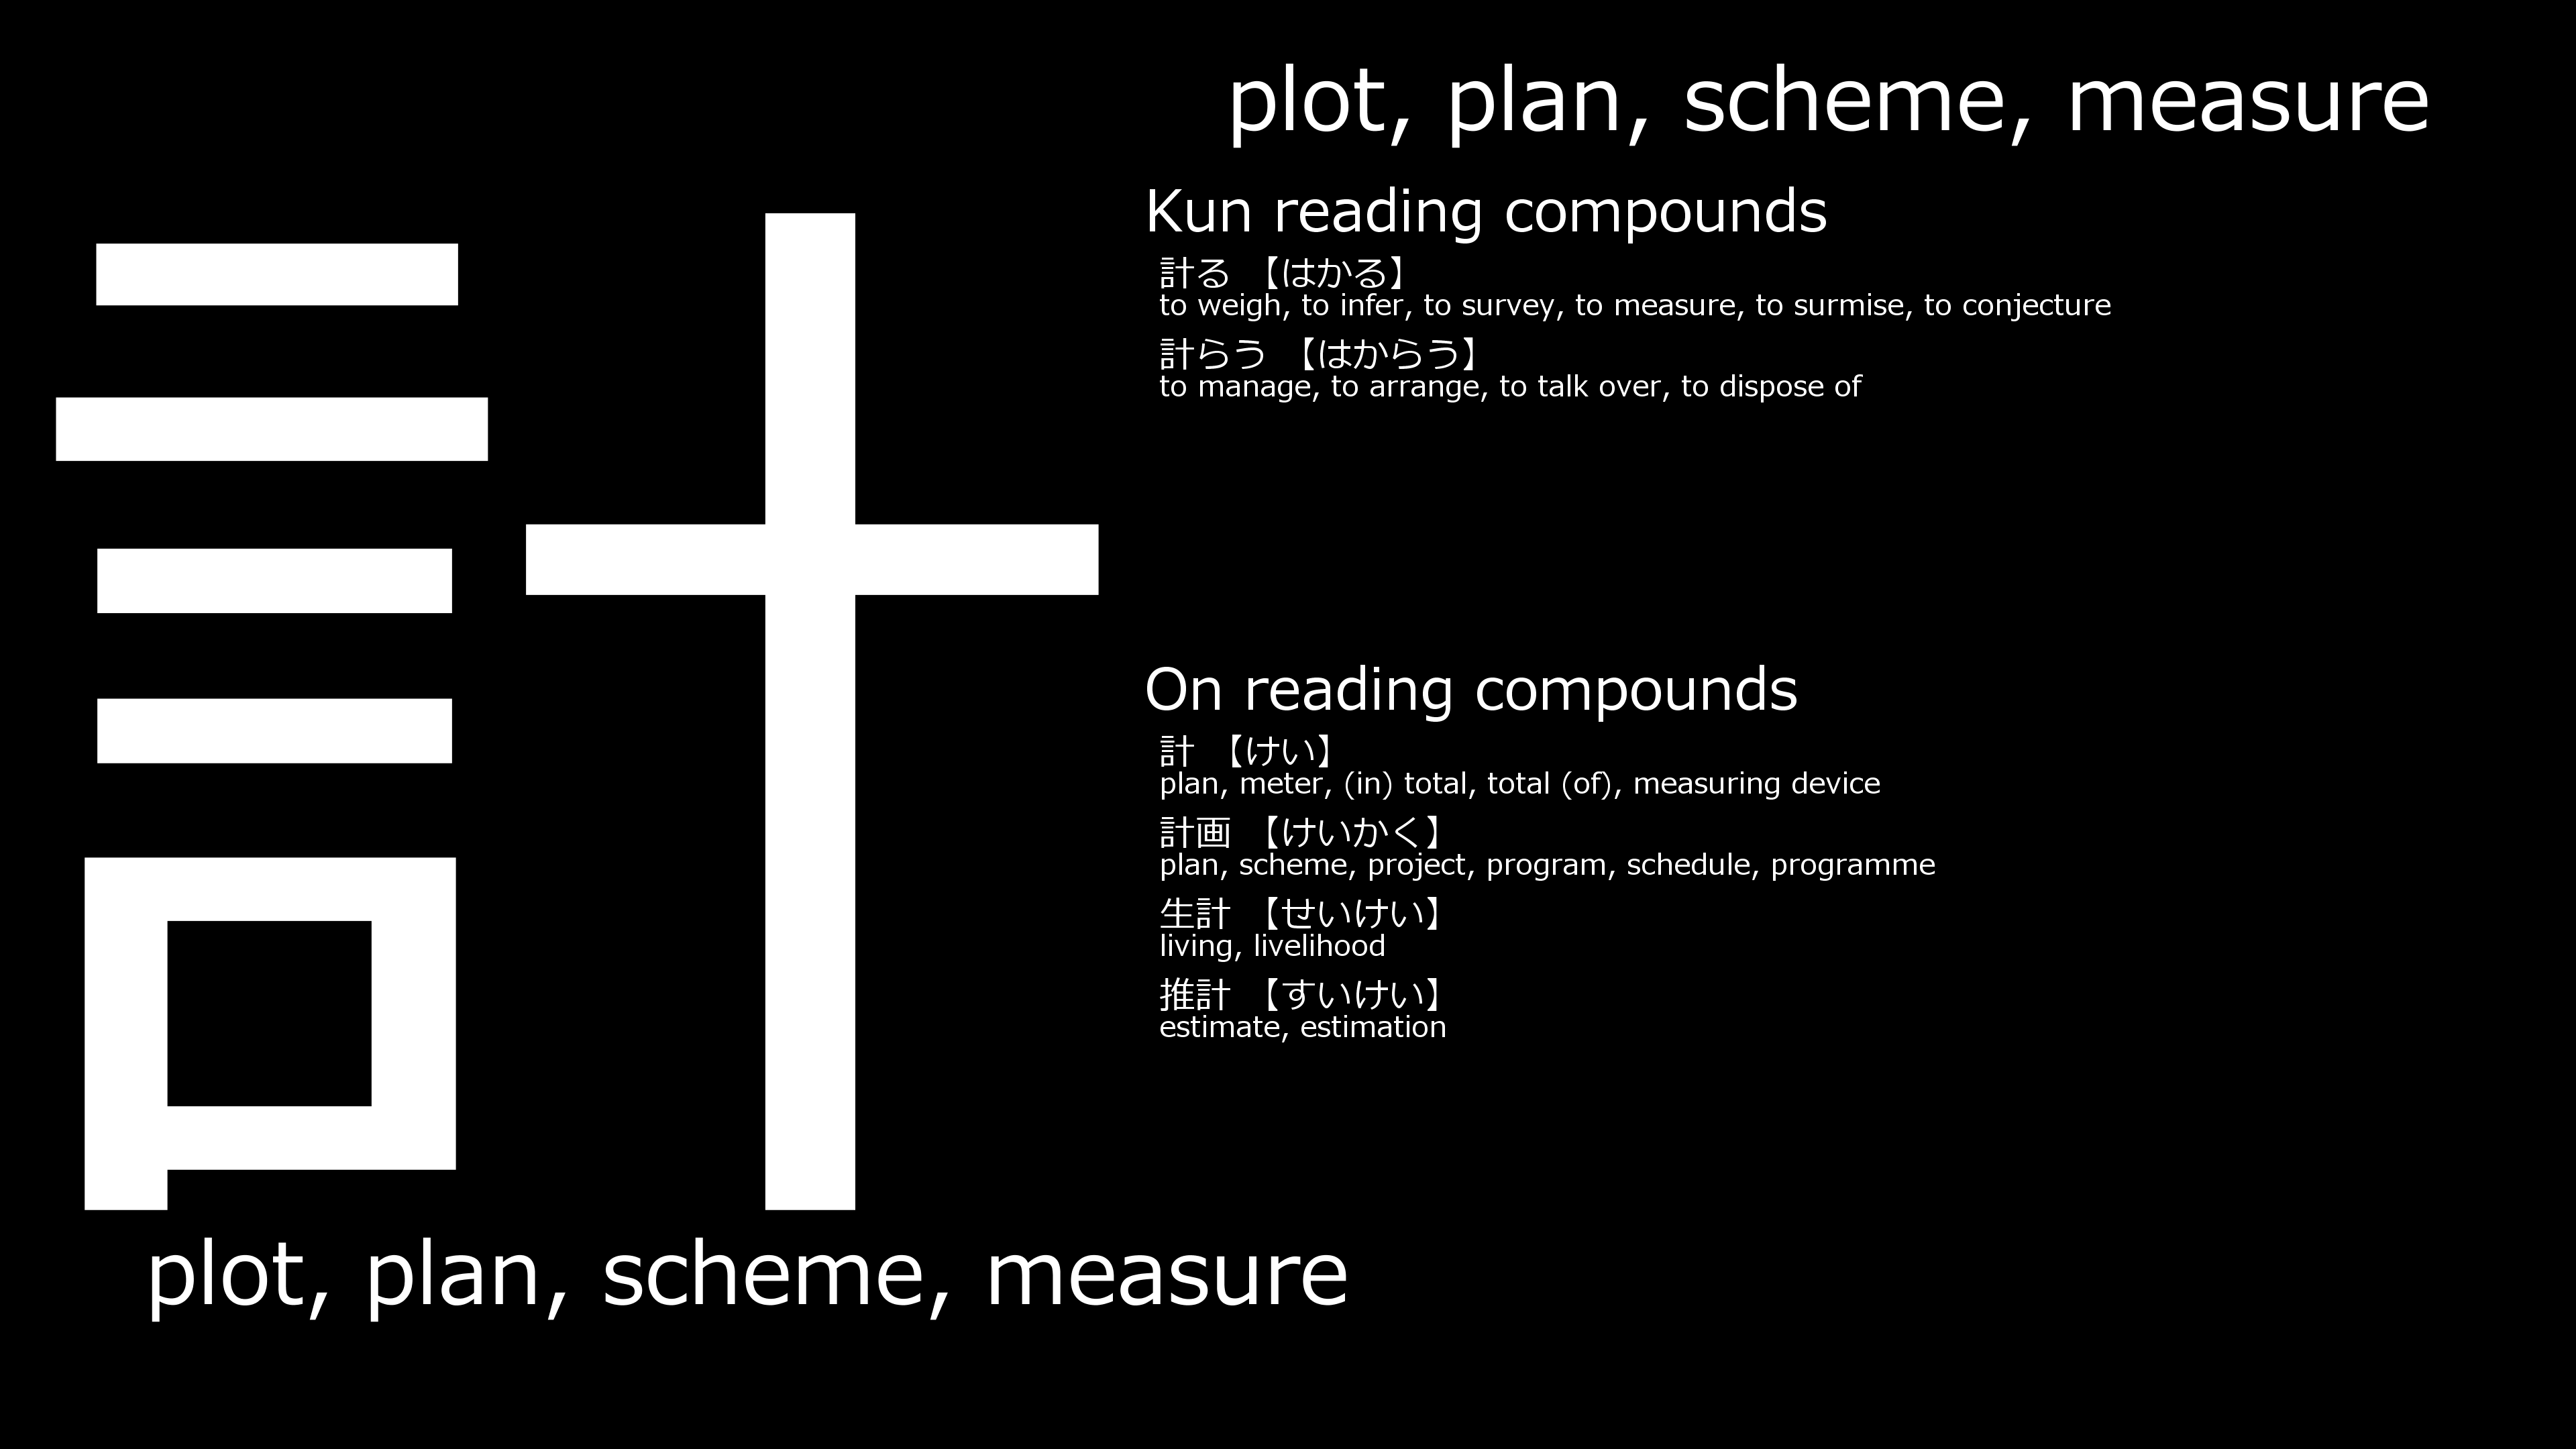 計
plot, plan, scheme, measure
plot, plan, scheme, measure
Kun reading compounds
計る 【はかる】
to weigh, to infer, to survey, to measure, to surmise, to conjecture
計らう 【はからう】
to manage, to arrange, to talk over, to dispose of
On reading compounds
計 【けい】
plan, meter, (in) total, total (of), measuring device
計画 【けいかく】
plan, scheme, project, program, schedule, programme
生計 【せいけい】
living, livelihood
推計 【すいけい】
estimate, estimation